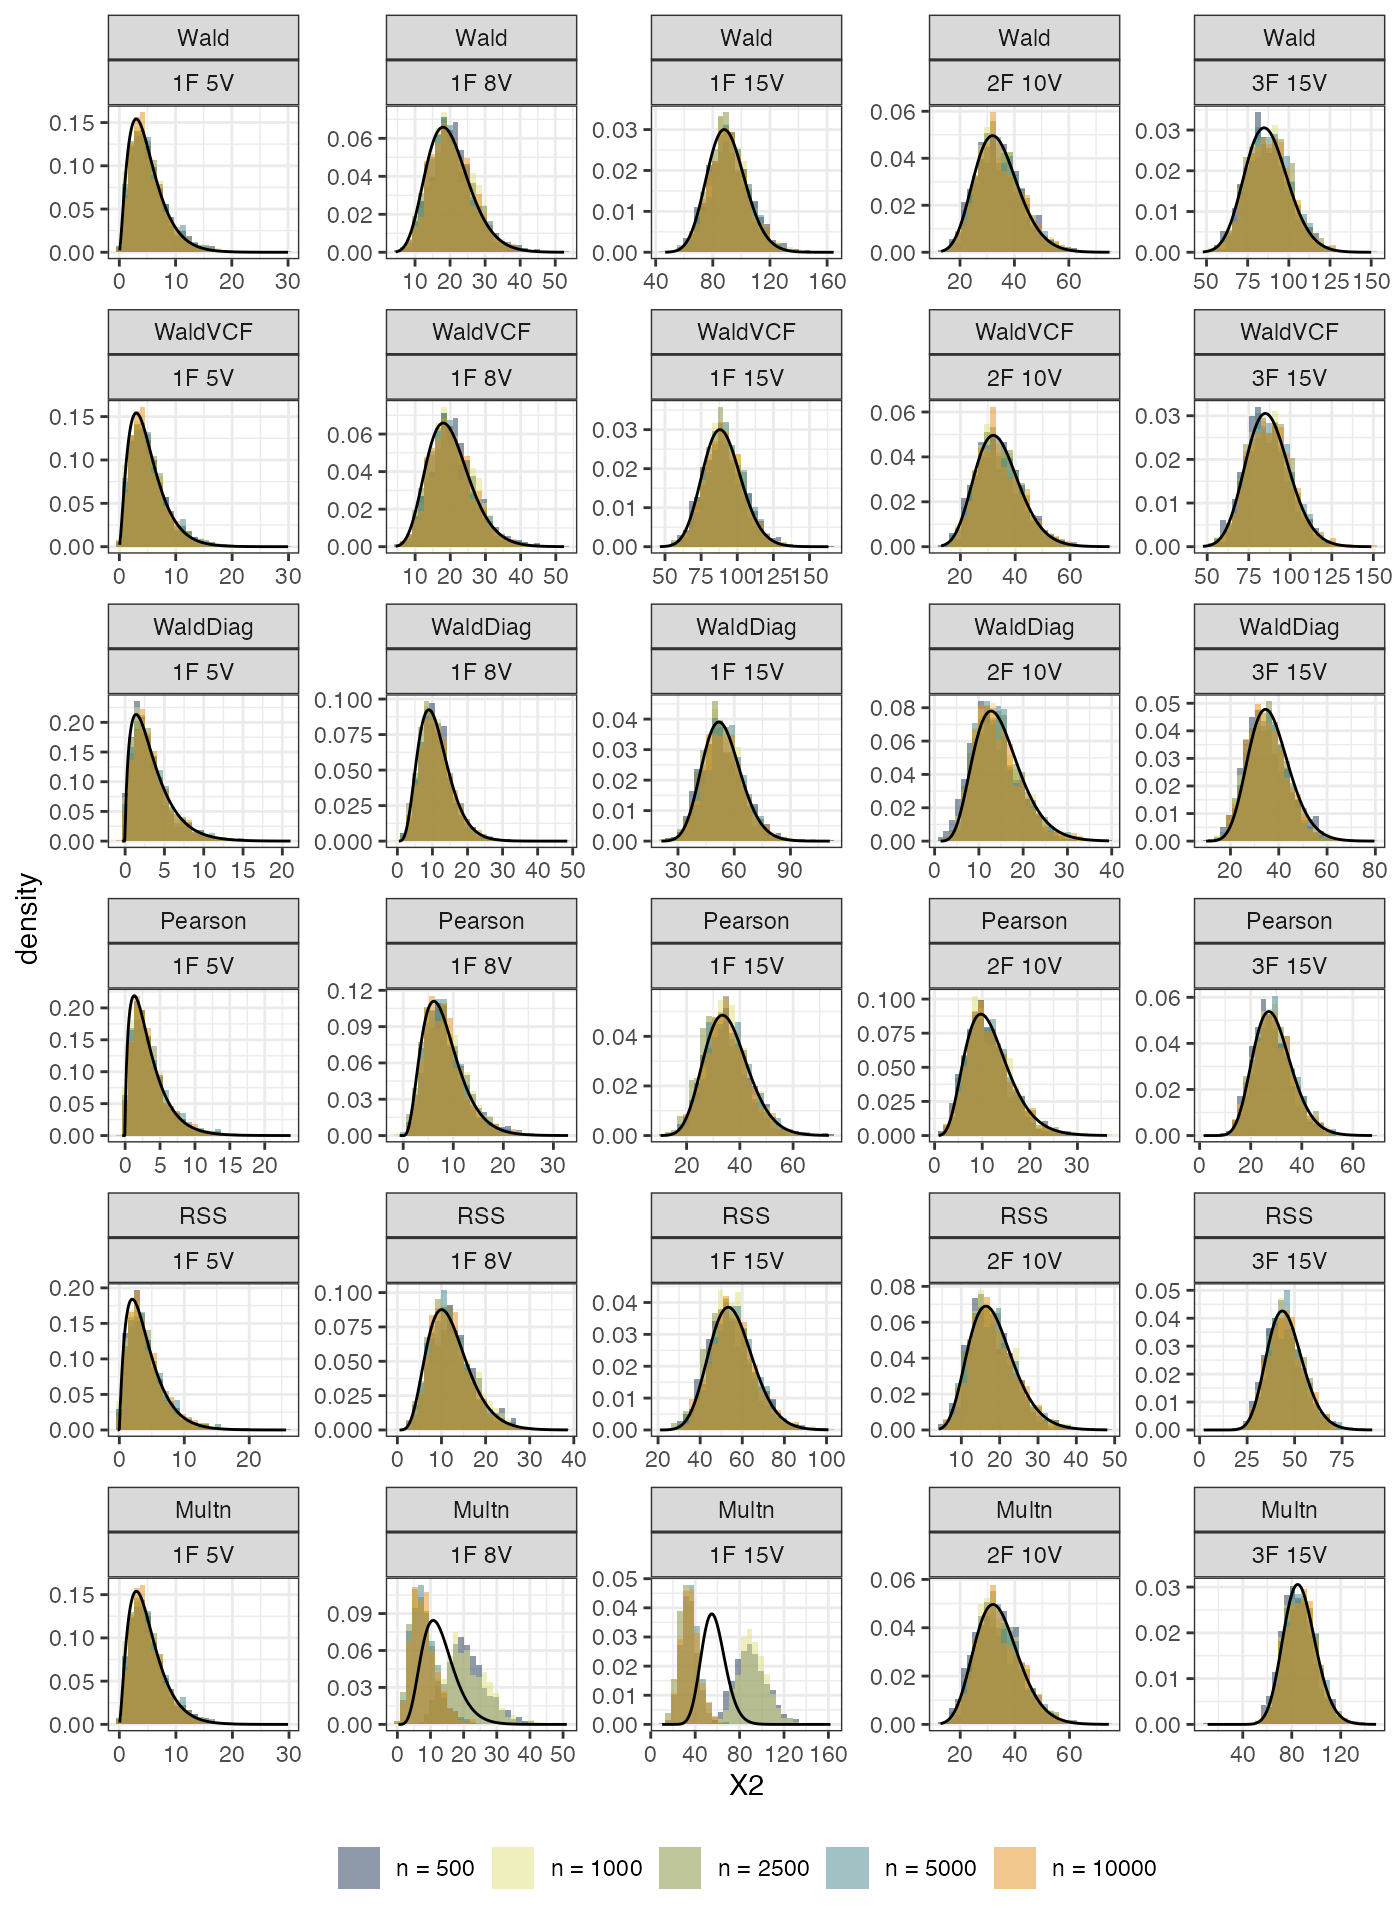 Wald Wald Wald Wald Wald
1F 5V 1F 8V 1F 15V 2F 10V 3F 15V
0.15 0.10 0.05 0.00
0 10 20 30
0.06 0.04 0.02 0.00
10 20 30 40 50
0.03 0.02 0.01 0.00
40 80 120 160
0.06 0.04 0.02 0.00
20 40 60
0.03 0.02 0.01 0.00
50 75 100 125 150
WaldVCF WaldVCF WaldVCF WaldVCF WaldVCF
1F 5V 1F 8V 1F 15V 2F 10V 3F 15V
0.15 0.10 0.05 0.00
0 10 20 30
0.06 0.04 0.02 0.00
10 20 30 40 50
0.03 0.02 0.01 0.00
50 75 100 125 150
0.06 0.04 0.02 0.00
20 40 60
0.03 0.02 0.01 0.00
50 75 100 125 150
WaldDiag WaldDiag WaldDiag WaldDiag WaldDiag
1F 5V 1F 8V 1F 15V 2F 10V 3F 15V
0.20 0.15 0.10 0.05 0.00
0 5 10 15 20
0.100 0.075 0.050 0.025 0.000
0 10 20 30 40 50
0.04 0.03 0.02 0.01 0.00
30 60 90
0.08 0.06 0.04 0.02 0.00
0 10 20 30 40
0.05 0.04 0.03 0.02 0.01 0.00
20 40 60 80
density
Pearson Pearson Pearson Pearson Pearson
1F 5V 1F 8V 1F 15V 2F 10V 3F 15V
0.20 0.15 0.10 0.05 0.00
0 5 10 15 20
0.12 0.09 0.06 0.03 0.00
0 10 20 30
0.04 0.02 0.00
20 40 60
0.100 0.075 0.050 0.025 0.000
0 10 20 30
0.06 0.04 0.02 0.00
0 20 40 60
RSS RSS RSS RSS RSS
1F 5V 1F 8V 1F 15V 2F 10V 3F 15V
0.20 0.15 0.10 0.05 0.00
0 10 20
0.100 0.075 0.050 0.025 0.000
0 10 20 30 40
0.04 0.03 0.02 0.01 0.00
20 40 60 80 100
0.08 0.06 0.04 0.02 0.00
10 20 30 40 50
0.05 0.04 0.03 0.02 0.01 0.00
0 25 50 75
Multn Multn Multn Multn Multn
1F 5V 1F 8V 1F 15V 2F 10V 3F 15V
0.15 0.10 0.05 0.00
0 10 20 30
0.09 0.06 0.03 0.00
0 10 20 30 40 50
0.05 0.04 0.03 0.02 0.01 0.00
0 40 80 120 160
0.06 0.04 0.02 0.00
20 40 60
0.03 0.02 0.01 0.00
40 80 120
X2
n = 500 n = 1000 n = 2500 n = 5000 n = 10000